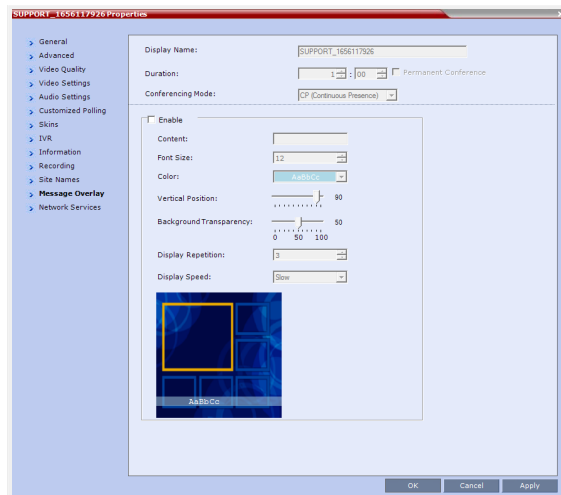 SUPPORT_1656117926 Properties
General
Advanced
Video Quality
Video Settings
Audio Settings
Customized Polling
Skins
IVR
Information
Recording
Site Names
Message Overlay
Network Services
Display Name: SUPPORT_1656117926
Duration: 1 : 00 Permanent Conference
Conferencing Mode: CP (Continuous Presence)
Enable
Content:
Font Size: 12
Color: AaBbCc
Vertical Position: 90
Background Transparency: 50
0 50 100
Display Repetition: 3
Display Speed: Slow
AaBbCc
OK Cancel Apply